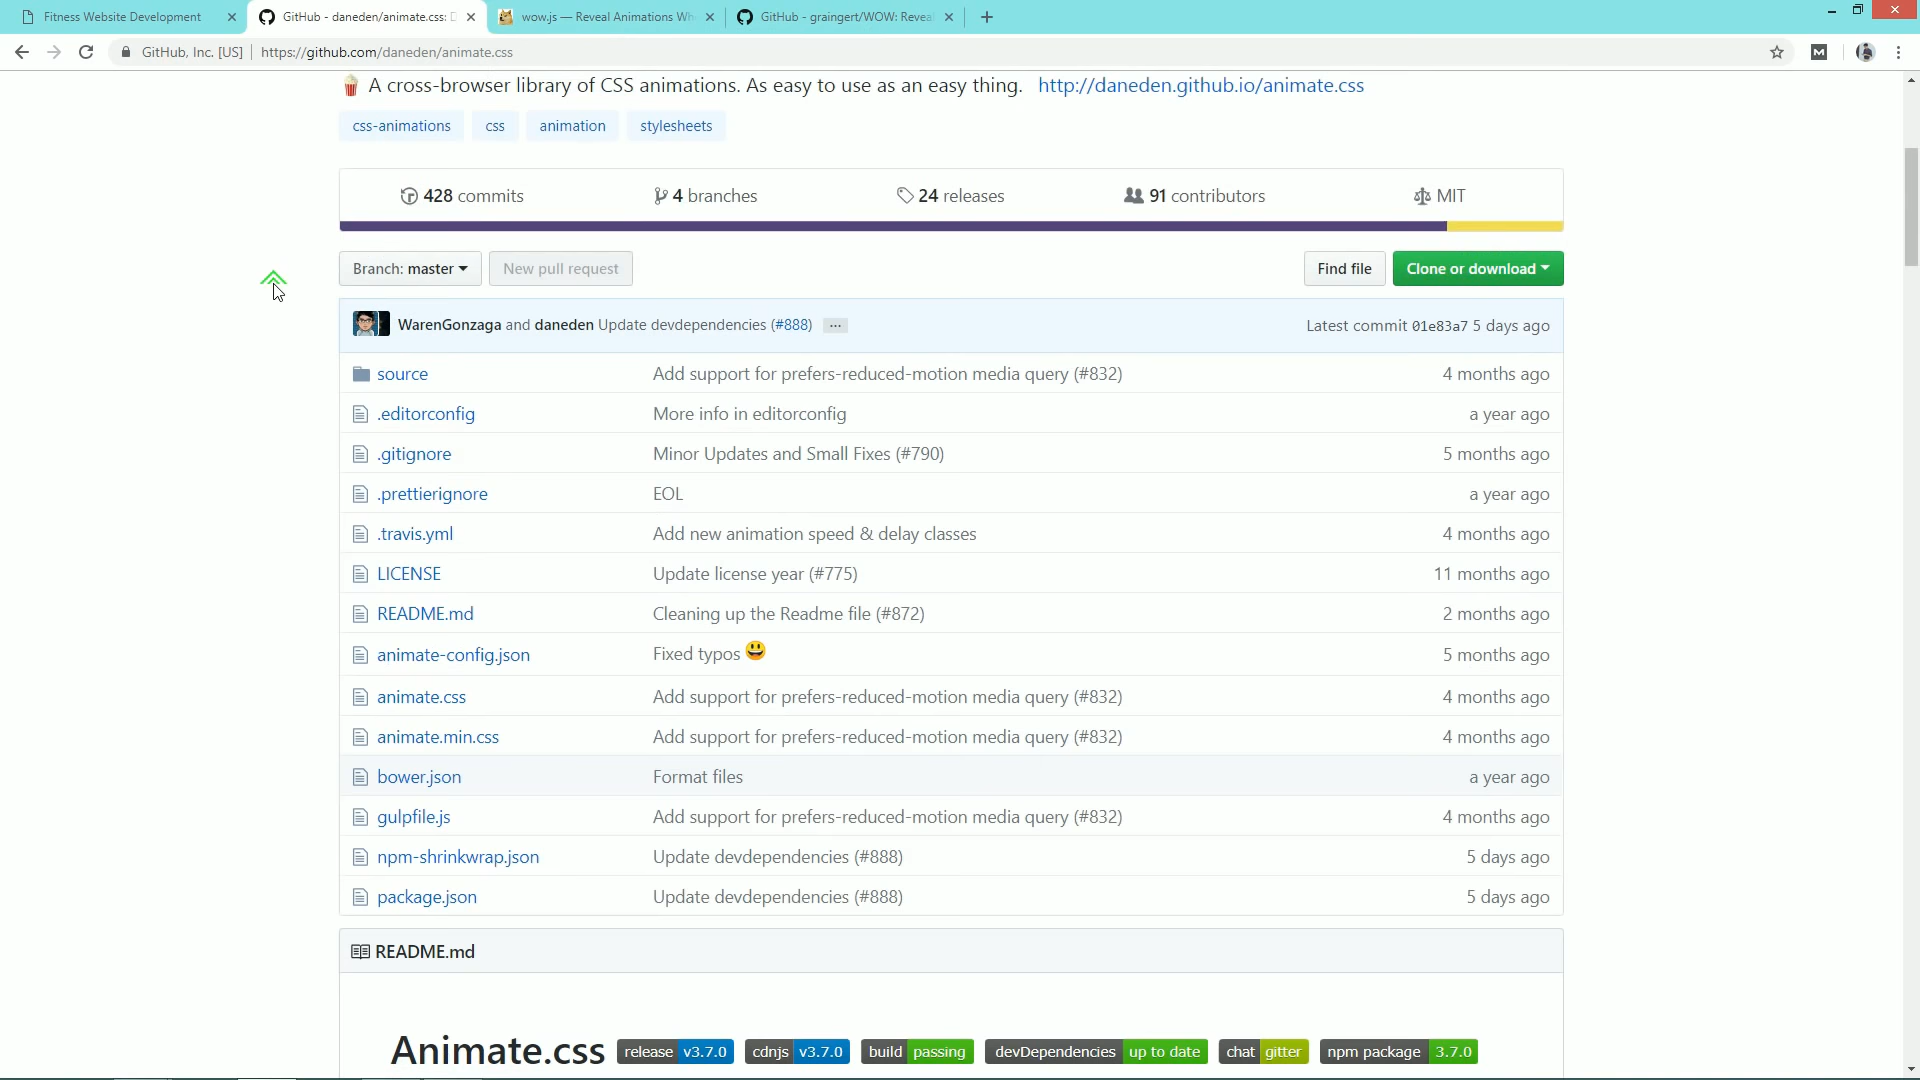 Fitness Website Development
GitHub - daneden/animate.css:
wow.js — Reveal Animations Wh
GitHub - graingert/WOW: Revea
GitHub, Inc. [US] https://github.com/daneden/animate.css
M
A cross-browser library of CSS animations. As easy to use as an easy thing. http://daneden.github.io/animate.css
css-animations css animation stylesheets
428 commits 4 branches 24 releases 91 contributors MIT
Branch: master New pull request Find file Clone or download
WarenGonzaga and daneden Update devdependencies (#888) ... Latest commit 01e83a7 5 days ago
source Add support for prefers-reduced-motion media query (#832) 4 months ago
.editorconfig More info in editorconfig a year ago
.gitignore Minor Updates and Small Fixes (#790) 5 months ago
.prettierignore EOL a year ago
.travis.yml Add new animation speed & delay classes 4 months ago
LICENSE Update license year (#775) 11 months ago
README.md Cleaning up the Readme file (#872) 2 months ago
animate-config.json Fixed typos 😃 5 months ago
animate.css Add support for prefers-reduced-motion media query (#832) 4 months ago
animate.min.css Add support for prefers-reduced-motion media query (#832) 4 months ago
bower.json Format files a year ago
gulpfile.js Add support for prefers-reduced-motion media query (#832) 4 months ago
npm-shrinkwrap.json Update devdependencies (#888) 5 days ago
package.json Update devdependencies (#888) 5 days ago
README.md
Animate.css release v3.7.0 cdnjs v3.7.0 build passing devDependencies up to date chat gitter npm package 3.7.0